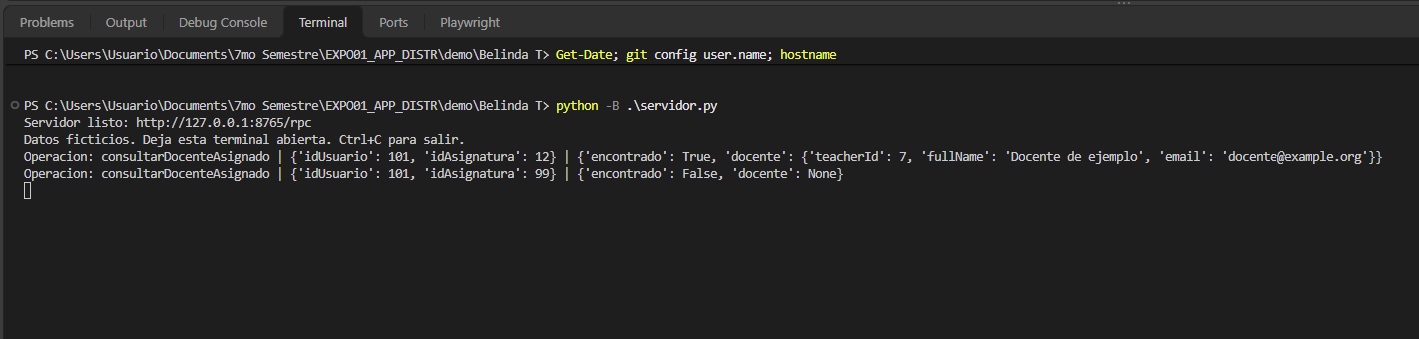 Problems Output Debug Console Terminal Ports Playwright
PS C:\Users\Usuario\Documents\7mo Semestre\EXPO01_APP_DISTR\demo\Belinda T> Get-Date; git config user.name; hostname
PS C:\Users\Usuario\Documents\7mo Semestre\EXPO01_APP_DISTR\demo\Belinda T> python -B .\servidor.py
Servidor listo: http://127.0.0.1:8765/rpc
Datos ficticios. Deja esta terminal abierta. Ctrl+C para salir.
Operacion: consultarDocenteAsignado | {'idUsuario': 101, 'idAsignatura': 12} | {'encontrado': True, 'docente': {'teacherId': 7, 'fullName': 'Docente de ejemplo', 'email': 'docente@example.org'}}
Operacion: consultarDocenteAsignado | {'idUsuario': 101, 'idAsignatura': 99} | {'encontrado': False, 'docente': None}